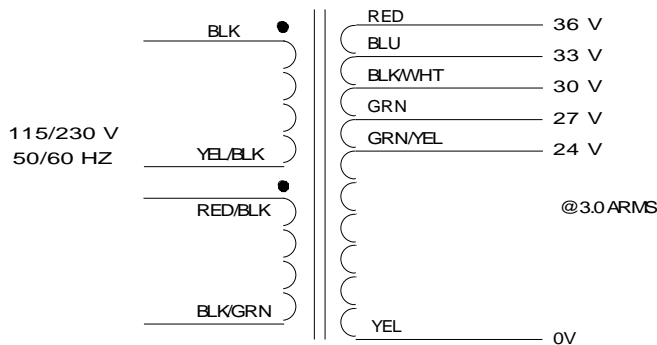 BLK
115/230 V
50/60 HZ
YEL/BLK
RED/BLK
BLK/GRN
RED
36 V
BLU
33 V
BLK/WHT
30 V
GRN
27 V
GRN/YEL
24 V
@3.0 ARMS
YEL
0V